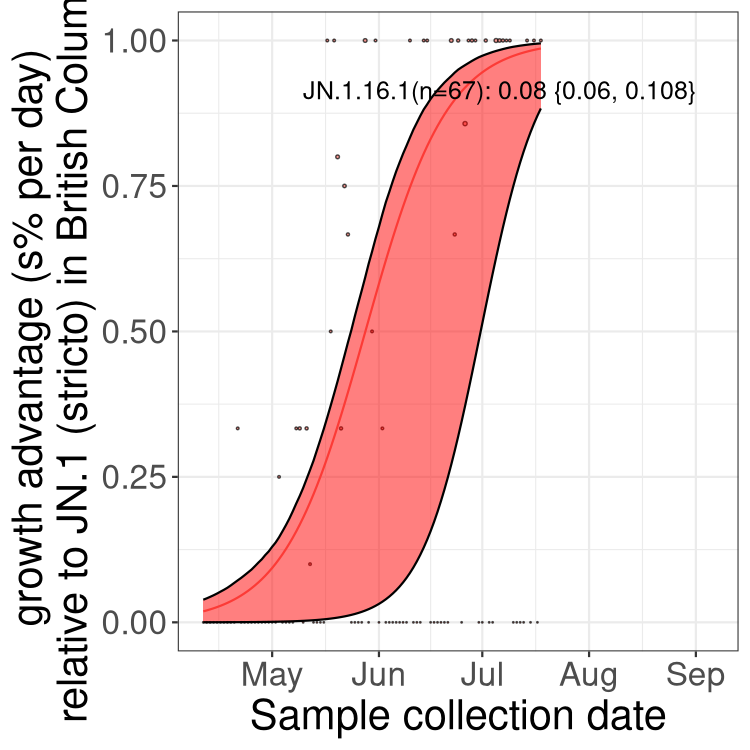 growth advantage (s% per day)
relative to JN.1 (stricto) in British Colum
1.00
0.75
0.50
0.25
0.00
JN.1.16.1(n=67): 0.08 {0.06, 0.108}
May Jun Jul Aug Sep
Sample collection date